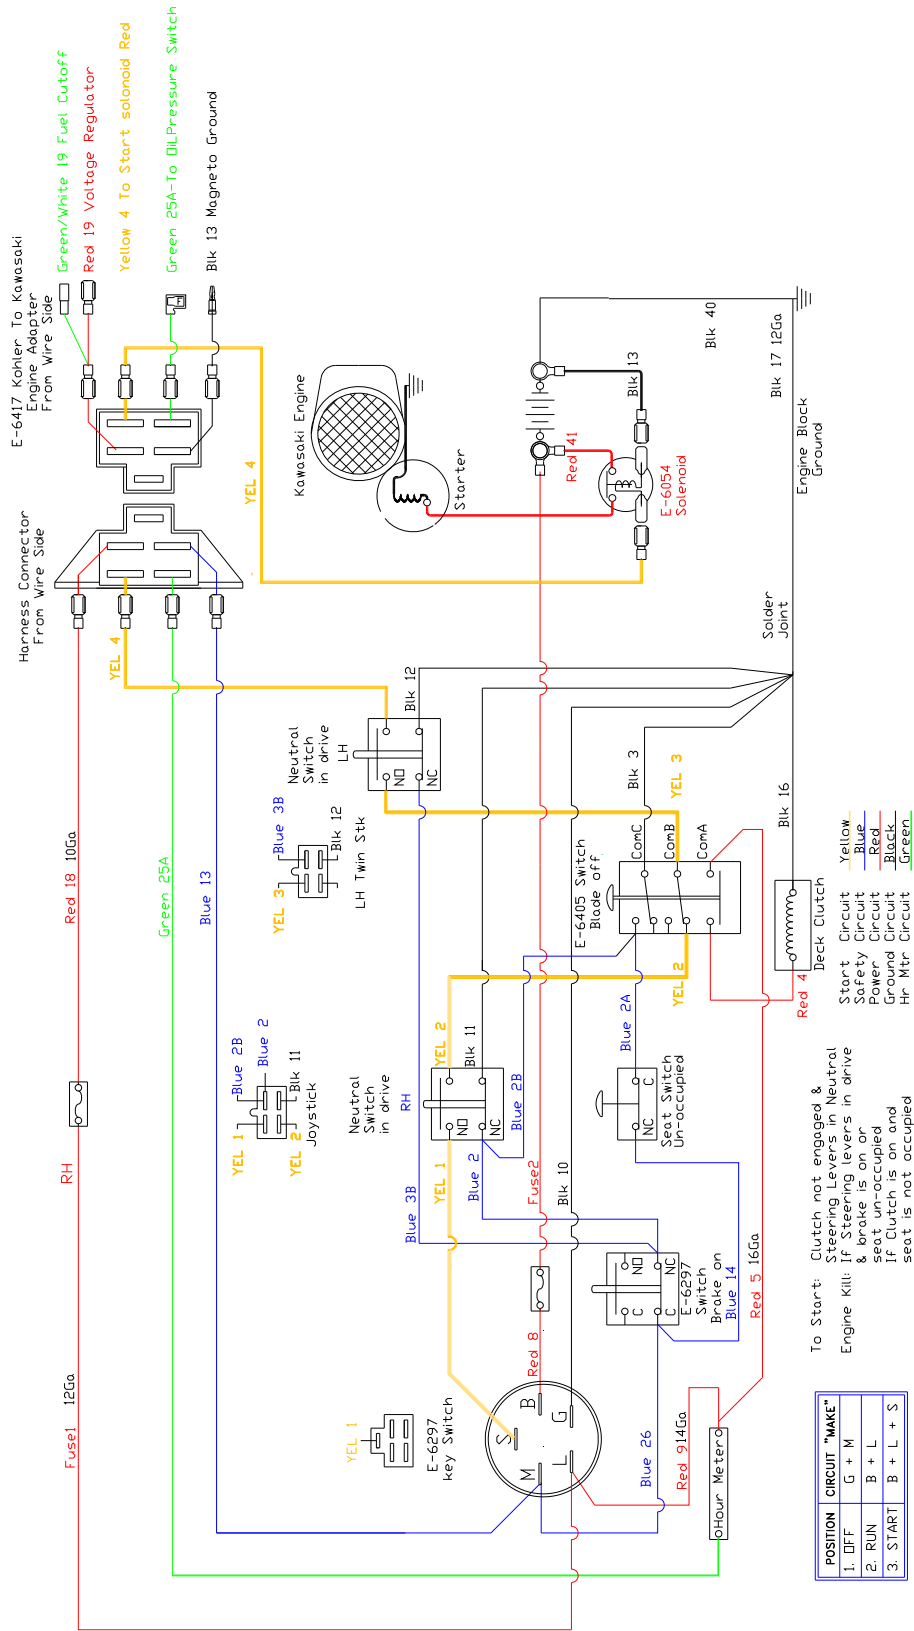 E-6417 Kohler To Kawasaki
Engine Adapter
From Wire Side
Green/White 19 Fuel Cutoff
Red 19 Voltage Regulator
Yellow 4 To Start solonoid Red
Green 25A-To OiLPressure Switch
Blk 13 Magneto Ground
Harness Connector
From Wire Side
YEL 4
YEL 4
Kawasaki Engine
Starter
Red 41
Blk 13
Blk 40
Blk 17 12Ga
E-6054
Solenoid
Engine Block
Ground
Solder
Joint
Red 18 10Ga
Green 25A
Blue 13
Neutral
Switch
in drive
LH
NO
NC
Blk 12
Blue 3B
Blk 12
YEL 3
LH Twin Stk
Blk 3
YEL 3
Blk 16
E-6405 Switch
Blade off
ComC
ComB
ComA
YEL 2
Deck Clutch
Red 4
RH
Blue 2B
Blue 2
Blk 11
YEL 1
YEL 2
Joystick
Neutral
Switch
in drive
RH
NO
NC
YEL 2
Blk 11
Blue 2B
Blue 2A
YEL 1
Blue 2
Blue 3B
Seat Switch
Un-occupied
C
NC
Fuse2
Blk 10
NO
NC
C
C
E-6297
Switch
Brake on
Blue 14
Red 5 16Ga
Red 8
Fuse1 12Ga
YEL 1
E-6297
key Switch
B
S
G
M
L
Blue 26
Red 914Ga
Hour Meter
Start Circuit Yellow
Safety Circuit Blue
Power Circuit Red
Ground Circuit Black
Hr Mtr Circuit Green
To Start: Clutch not engaged &
Steering Levers in Neutral
Engine Kill: If Steering levers in drive
& brake is on or
seat un-occupied
If Clutch is on and
seat is not occupied
POSITION CIRCUIT "MAKE"
1. OFF G + M
2. RUN B + L
3. START B + L + S